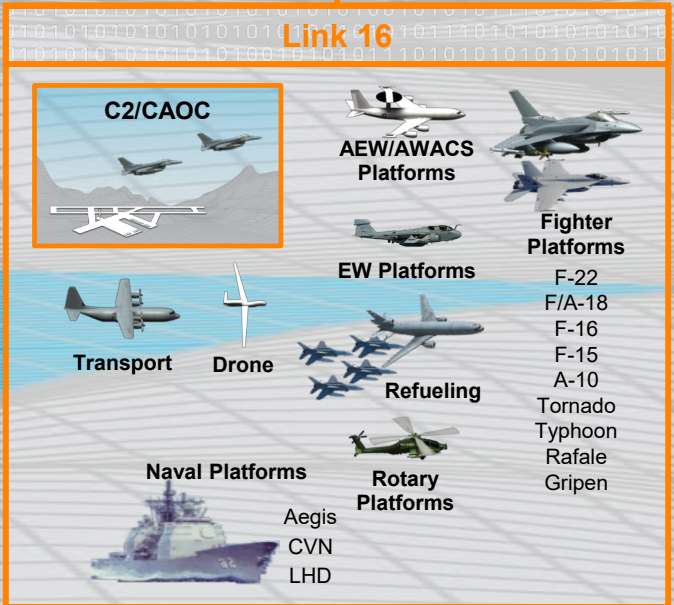 Link 16
C2/CAOC
AEW/AWACS
Platforms
Fighter
Platforms
F-22
F/A-18
F-16
F-15
A-10
Tornado
Typhoon
Rafale
Gripen
EW Platforms
Transport
Drone
Refueling
Rotary
Platforms
Naval Platforms
Aegis
CVN
LHD